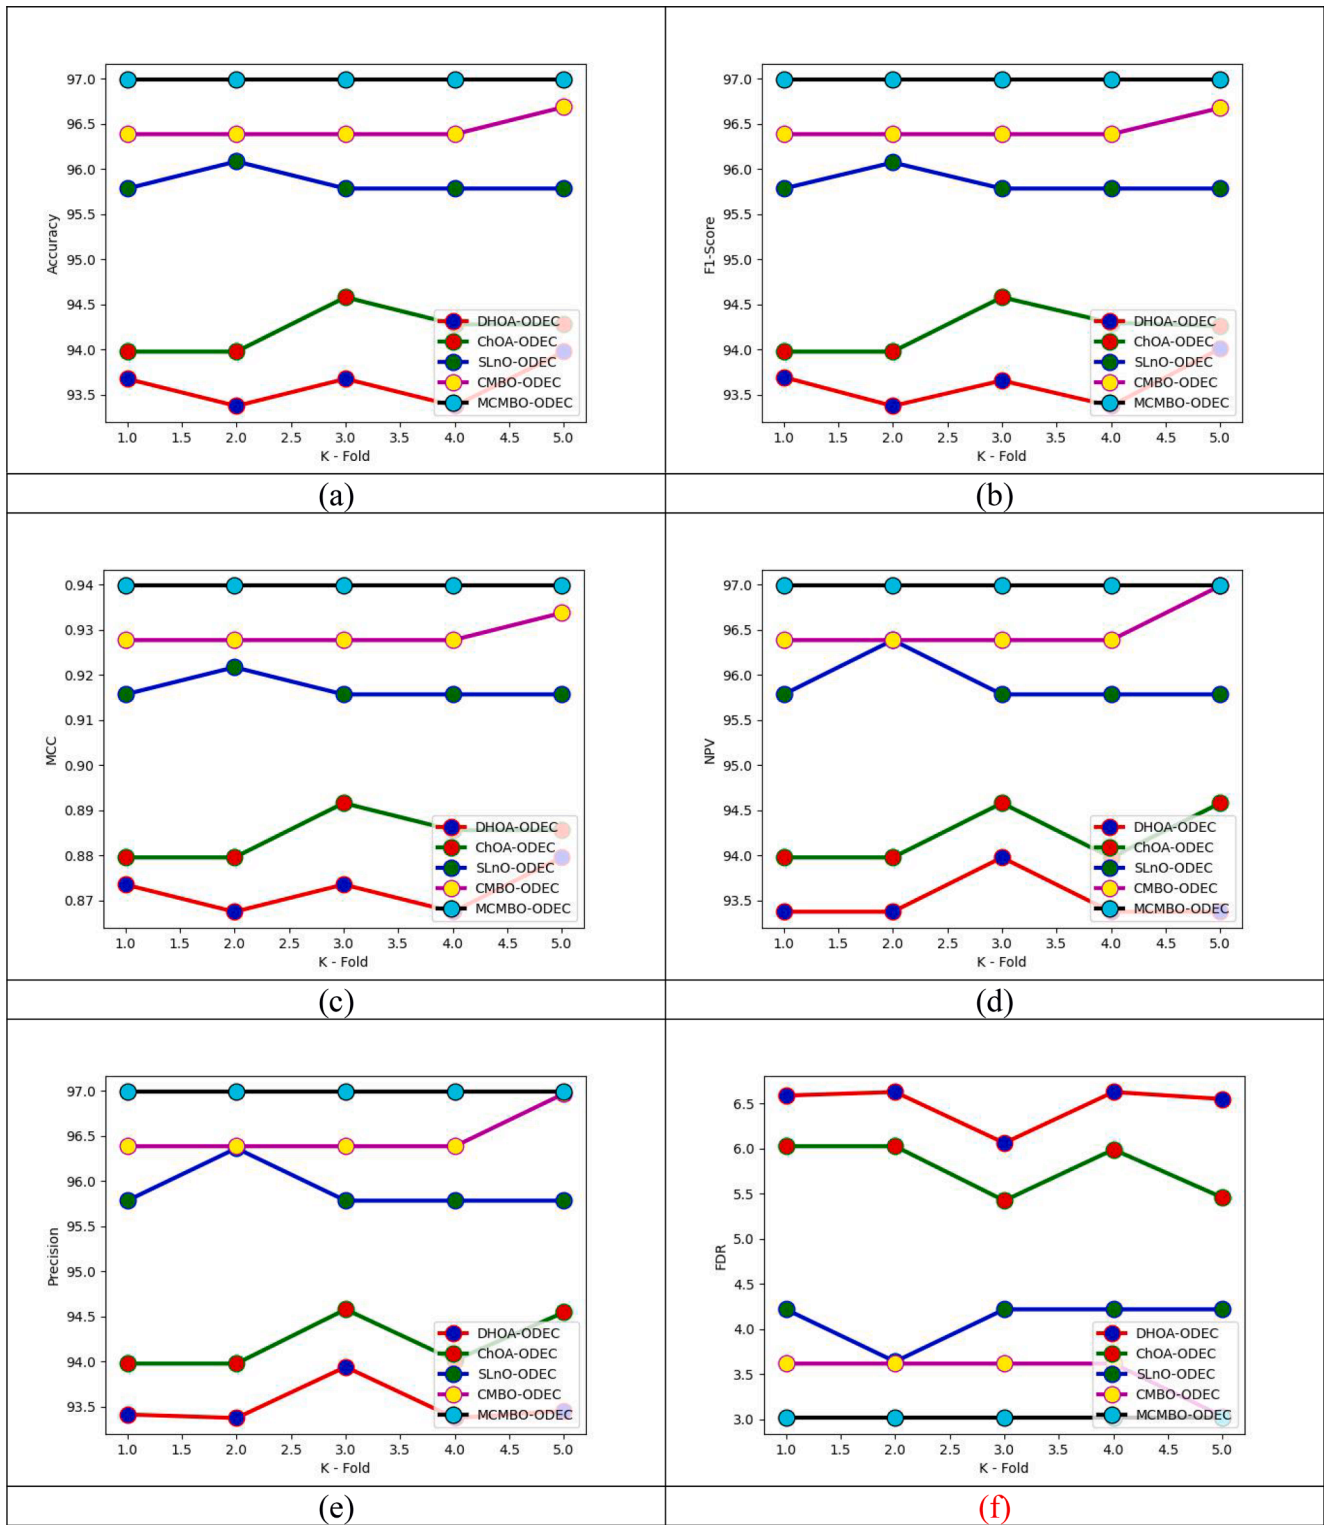 97.0
96.5
96.0
95.5
95.0
94.5
94.0
93.5
Accuracy
DHOA-ODEC
ChOA-ODEC
SLnO-ODEC
CMBO-ODEC
MCMBO-ODEC
1.0 1.5 2.0 2.5 3.0 3.5 4.0 4.5 5.0
K - Fold
(a)
97.0
96.5
96.0
95.5
95.0
94.5
94.0
93.5
F1-Score
DHOA-ODEC
ChOA-ODEC
SLnO-ODEC
CMBO-ODEC
MCMBO-ODEC
1.0 1.5 2.0 2.5 3.0 3.5 4.0 4.5 5.0
K - Fold
(b)
0.94
0.93
0.92
0.91
0.90
0.89
0.88
0.87
MCC
DHOA-ODEC
ChOA-ODEC
SLnO-ODEC
CMBO-ODEC
MCMBO-ODEC
1.0 1.5 2.0 2.5 3.0 3.5 4.0 4.5 5.0
K - Fold
(c)
97.0
96.5
96.0
95.5
95.0
94.5
94.0
93.5
NPV
DHOA-ODEC
ChOA-ODEC
SLnO-ODEC
CMBO-ODEC
MCMBO-ODEC
1.0 1.5 2.0 2.5 3.0 3.5 4.0 4.5 5.0
K - Fold
(d)
97.0
96.5
96.0
95.5
95.0
94.5
94.0
93.5
Precision
DHOA-ODEC
ChOA-ODEC
SLnO-ODEC
CMBO-ODEC
MCMBO-ODEC
1.0 1.5 2.0 2.5 3.0 3.5 4.0 4.5 5.0
K - Fold
(e)
6.5
6.0
5.5
5.0
4.5
4.0
3.5
3.0
FDR
DHOA-ODEC
ChOA-ODEC
SLnO-ODEC
CMBO-ODEC
MCMBO-ODEC
1.0 1.5 2.0 2.5 3.0 3.5 4.0 4.5 5.0
K - Fold
(f)